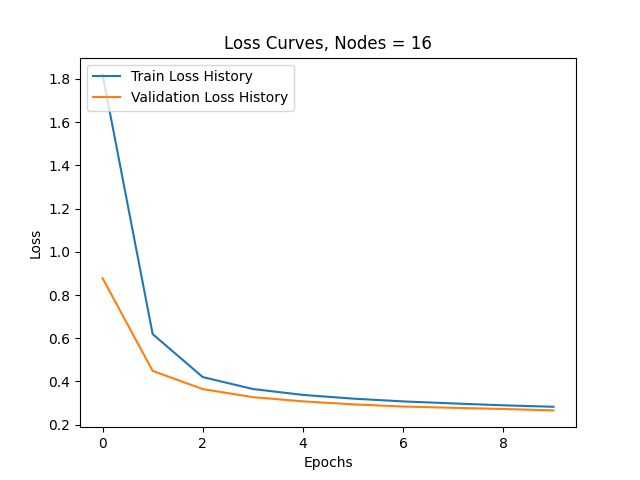 Loss Curves, Nodes = 16
Train Loss History
Validation Loss History
Loss
1.8
1.6
1.4
1.2
1.0
0.8
0.6
0.4
0.2
0 2 4 6 8
Epochs